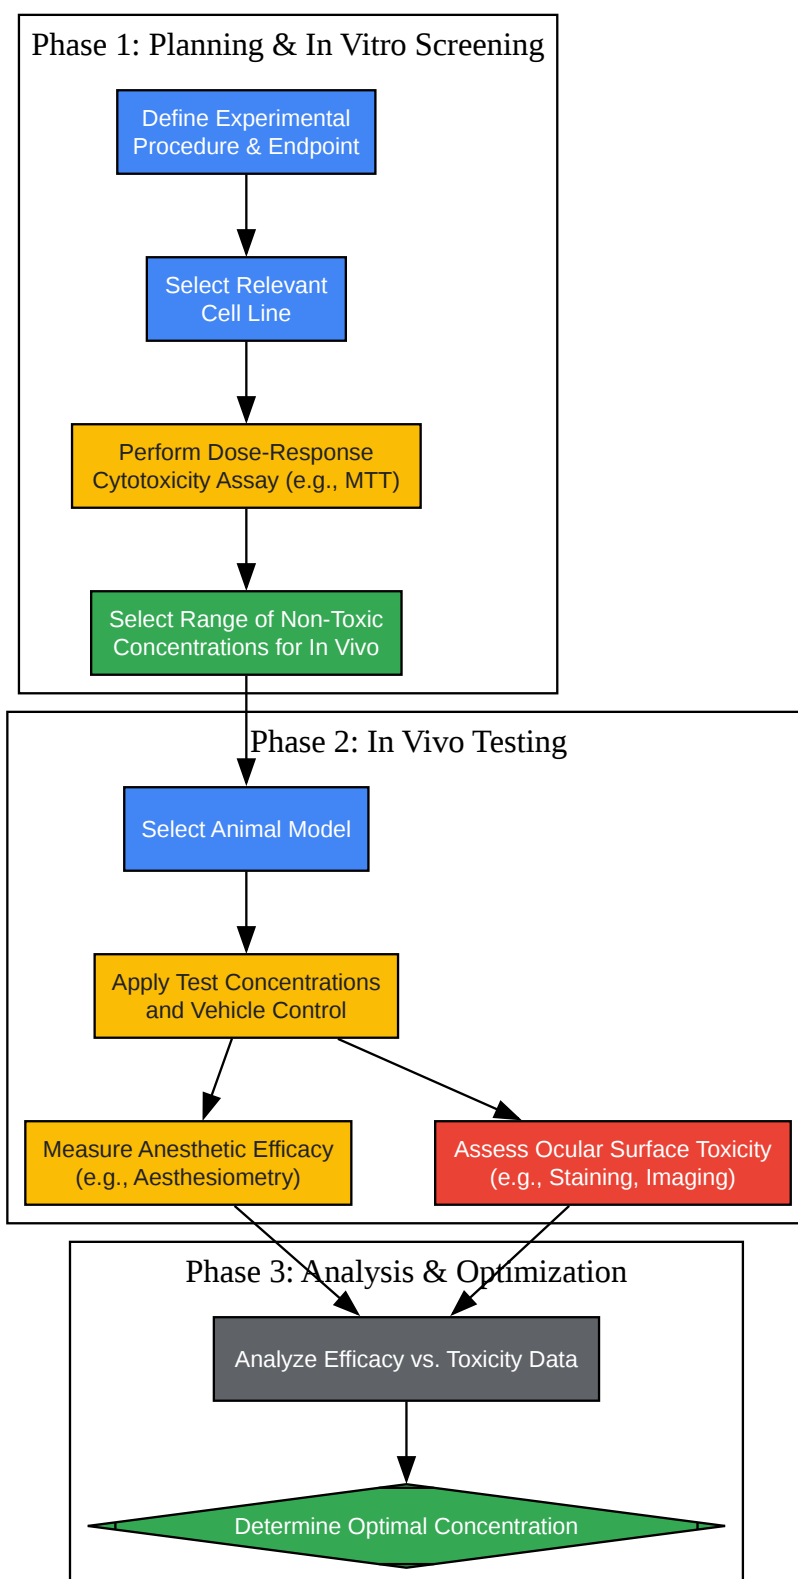 Phase 1: Planning & In Vitro Screening
Define Experimental
Procedure & Endpoint
Select Relevant
Cell Line
Perform Dose-Response
Cytotoxicity Assay (e.g., MTT)
Select Range of Non-Toxic
Concentrations for In Vivo
Phase 2: In Vivo Testing
Select Animal Model
Apply Test Concentrations
and Vehicle Control
Measure Anesthetic Efficacy
(e.g., Aesthesiometry)
Assess Ocular Surface Toxicity
(e.g., Staining, Imaging)
Phase 3: Analysis & Optimization
Analyze Efficacy vs. Toxicity Data
Determine Optimal Concentration